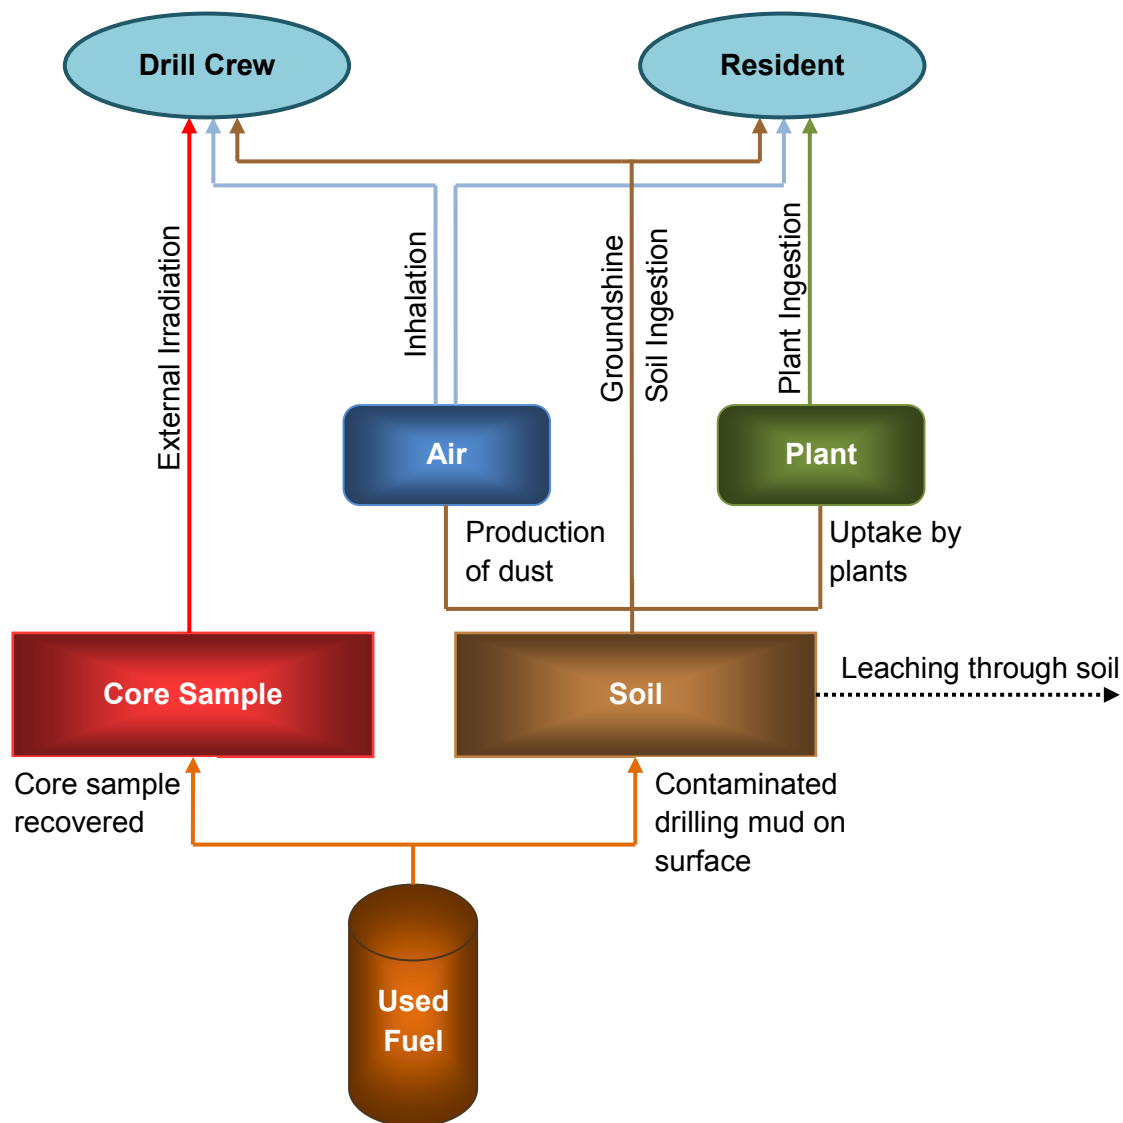 Drill Crew
Resident
External Irradiation
Inhalation
Groundshine
Soil Ingestion
Plant Ingestion
Air
Plant
Production
of dust
Uptake by
plants
Core Sample
Soil
Leaching through soil
Core sample
recovered
Contaminated
drilling mud on
surface
Used
Fuel